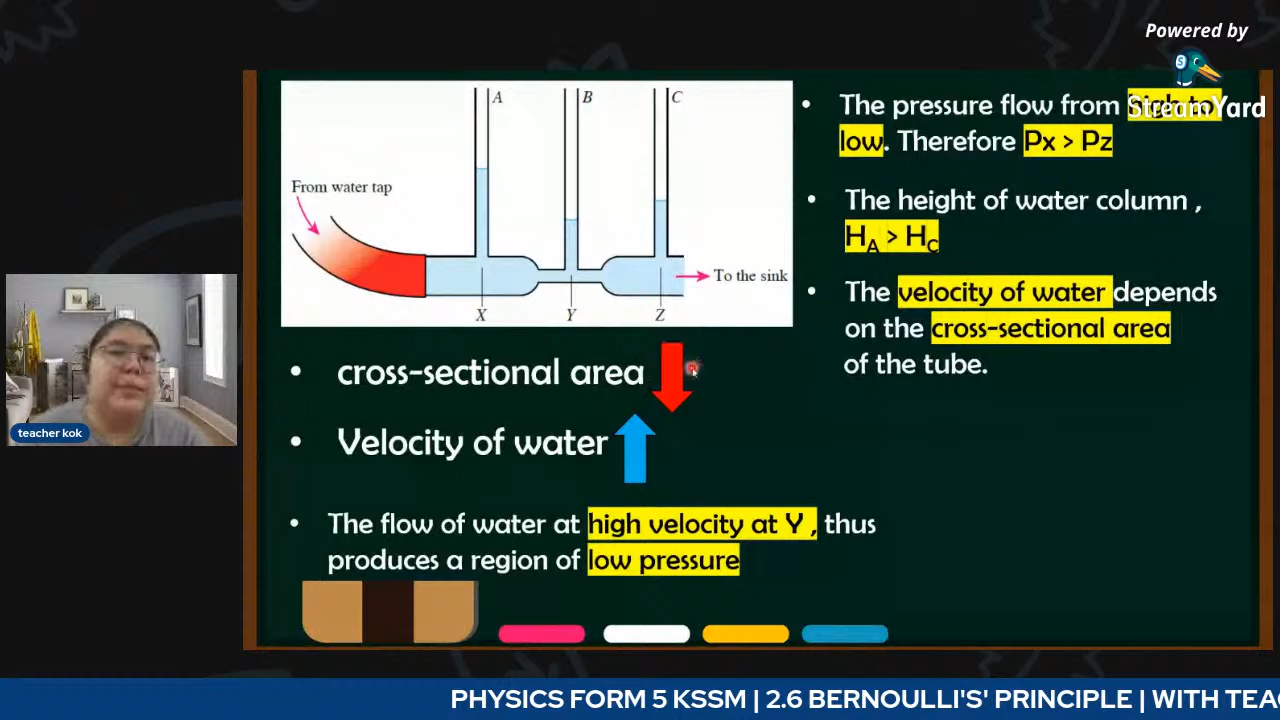 Powered by
StreamYard
A
B
C
From water tap
To the sink
X
Y
Z
• The pressure flow from high to
low. Therefore Px > Pz
• The height of water column ,
HA > HC
• The velocity of water depends
on the cross-sectional area
of the tube.
• cross-sectional area
• Velocity of water
• The flow of water at high velocity at Y , thus
produces a region of low pressure
teacher kok
PHYSICS FORM 5 KSSM | 2.6 BERNOULLI'S' PRINCIPLE | WITH TEA